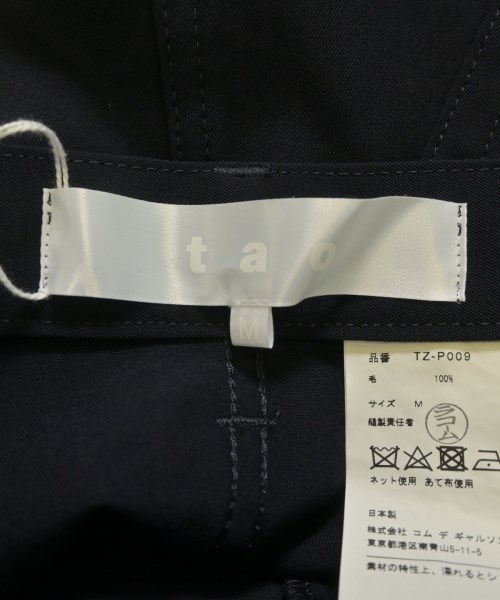 tao
M
品番 TZ-P009
毛 100%
サイズ M
縫製責任者 ラコム
ネット使用 あて布使用
日本製
株式会社 コム デ ギャルソン
東京都港区南青山5-11-5
素材の特性上、濡れるとシ